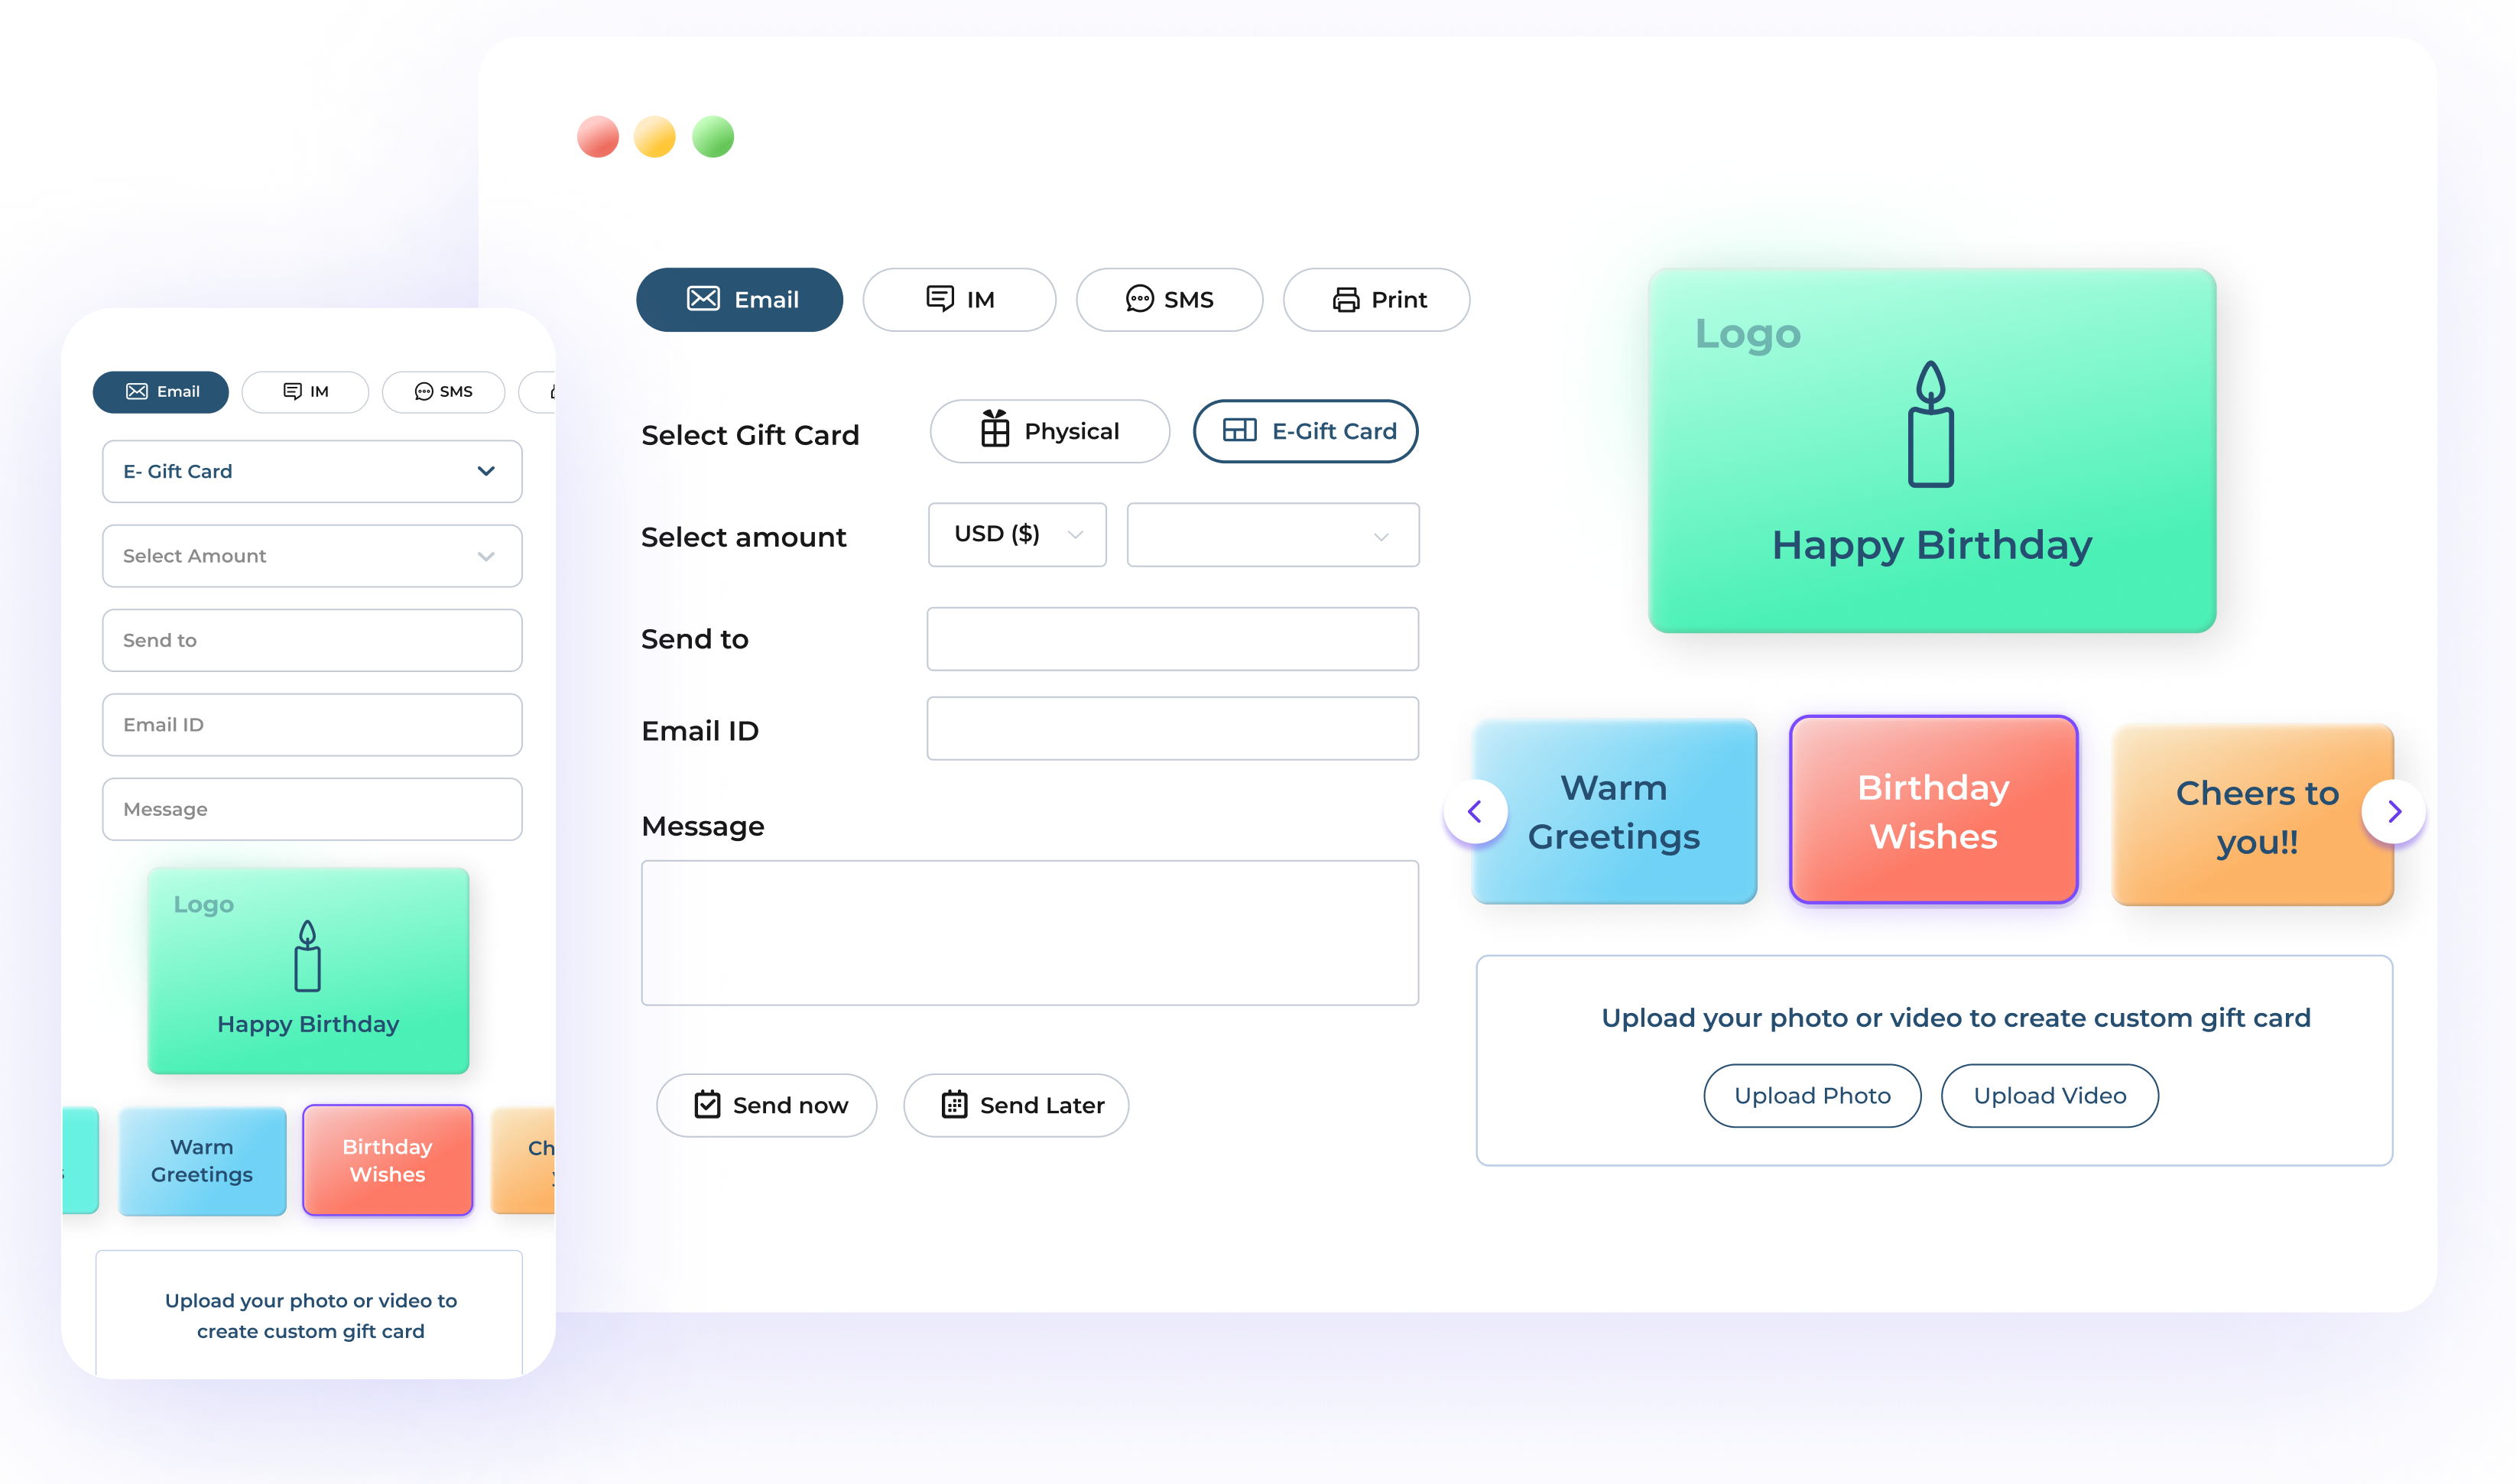 Email
IM
SMS
Print
Select Gift Card
Physical
E-Gift Card
Select amount
USD ($)
Send to
Email ID
Message
Send now
Send Later
Logo
Happy Birthday
Warm
Greetings
Birthday
Wishes
Cheers to
you!!
Upload your photo or video to create custom gift card
Upload Photo
Upload Video
Email
IM
SMS
E- Gift Card
Select Amount
Send to
Email ID
Message
Logo
Happy Birthday
Warm
Greetings
Birthday
Wishes
Ch
Upload your photo or video to
create custom gift card